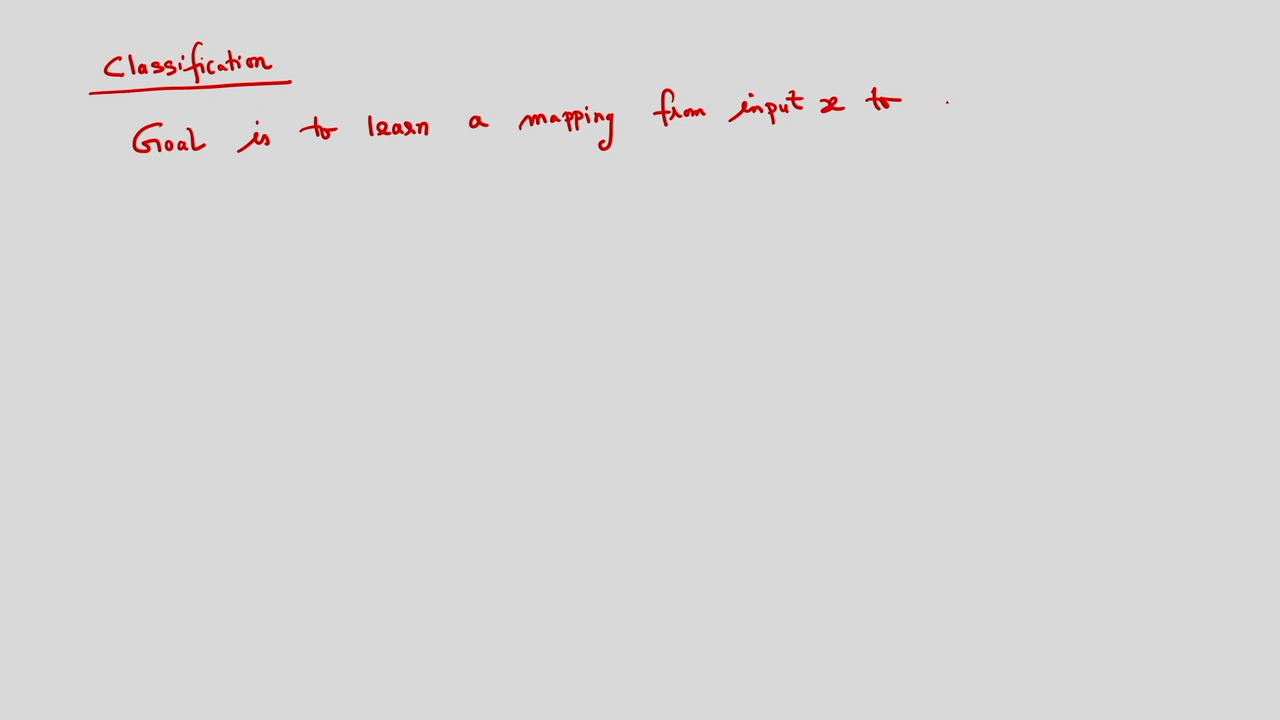 Classification
Goal is to learn a mapping from input x to